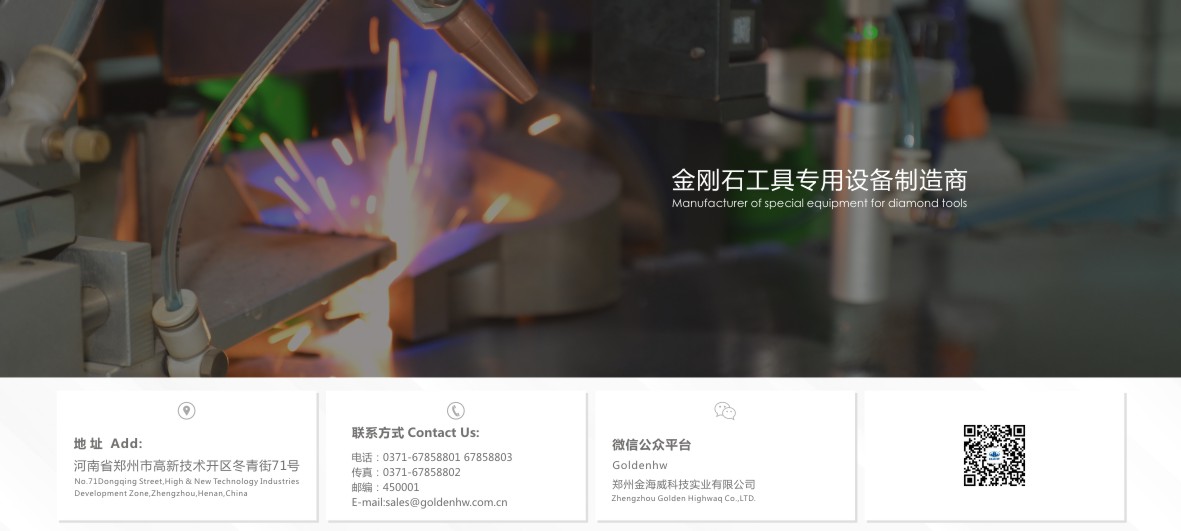 金刚石工具专用设备制造商
Manufacturer of special equipment for diamond tools
地 址 Add:
河南省郑州市高新技术开区冬青街71号
No.71Dongqing Street,High & New Technology Industries
Development Zone,Zhengzhou,Henan,China
联系方式 Contact Us:
电话：0371-67858801 67858803
传真：0371-67858802
邮编：450001
E-mail:sales@goldenhw.com.cn
微信公众平台
Goldenhw
郑州金海威科技实业有限公司
Zhengzhou Golden Highwaq Co.,LTD.